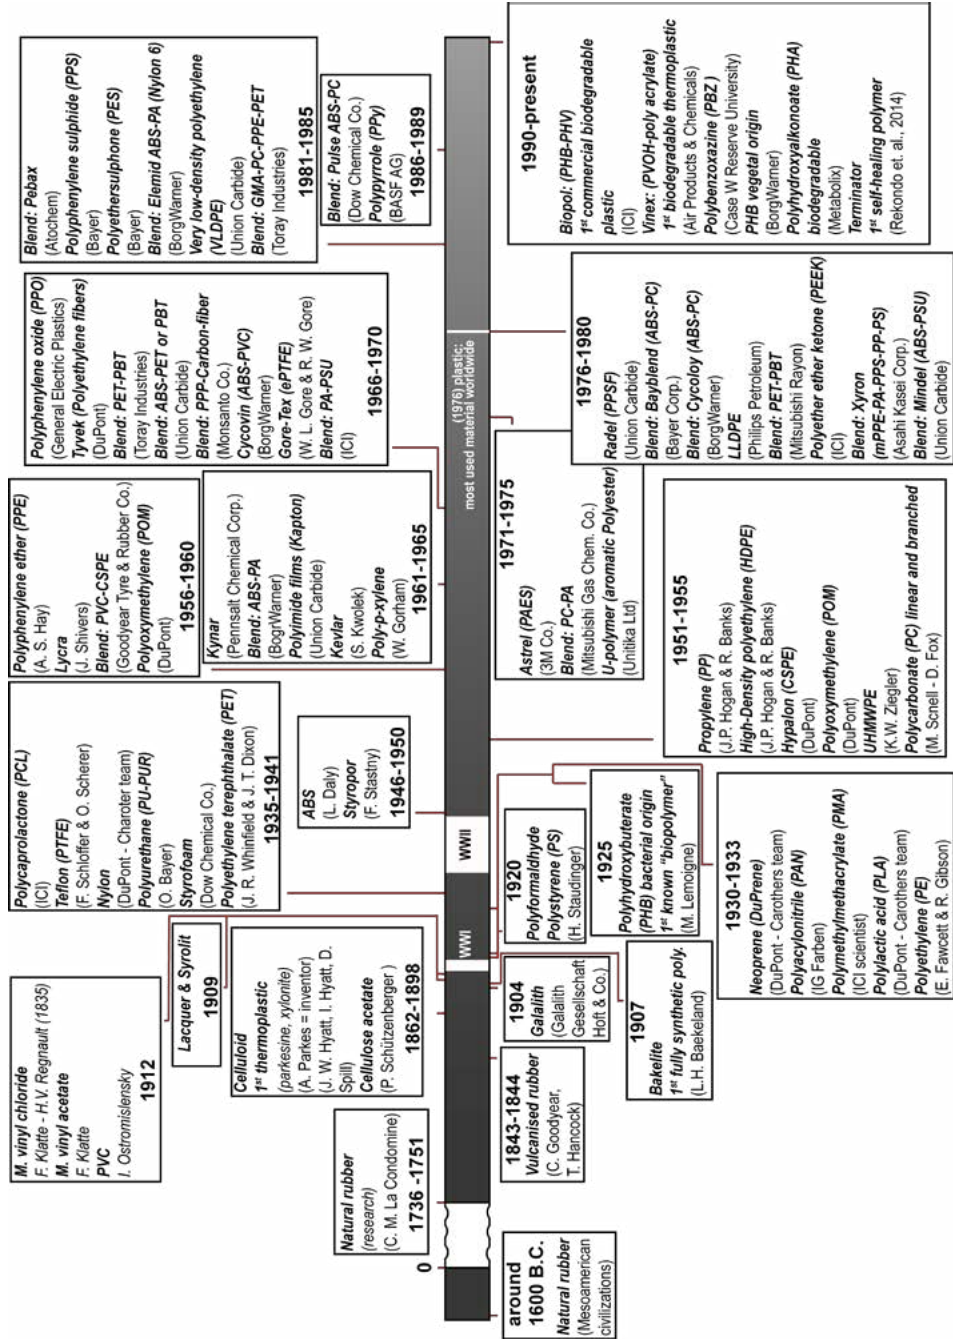 around
1600 B.C.
Natural rubber
(Mesoamerican
civilizations)
0
Natural rubber
(research)
(C. M. La Condomine)
1736 -1751
1843-1844
Vulcanised rubber
(C. Goodyear,
T. Hancock)
Celluloid
1st thermoplastic
(parkesine, xylonite)
(A. Parkes = inventor)
(J. W. Hyatt, I. Hyatt, D.
Spill)
Cellulose acetate
(P. Schützenberger )
1862-1898
1904
Galalith
(Galalith
Gesellschaft
Hoft & Co.)
1907
Bakelite
1st fully synthetic poly.
(L.H. Baekeland)
Lacquer & Syrolit
1909
M. vinyl chloride
F. Klatte - H.V. Regnault (1835)
M. vinyl acetate
F. Klatte
PVC
I. Ostromislensky
1912
WWI
1920
Polyformaldhyde
Polystyrene (PS)
(H. Staudinger)
1925
Polyhydroxybuterate
(PHB) bacterial origin
1st known "biopolymer"
(M. Lemoigne)
1930-1933
Neoprene (DuPrene)
(DuPont - Carothers team)
Polyacylonitrile (PAN)
(IG Farben)
Polymethylmethacrylate (PMA)
(ICI scientist)
Polylactic acid (PLA)
(DuPont - Carothers team)
Polyethylene (PE)
(E. Fawcett & R. Gibson)
Polycaprolactone (PCL)
(ICI)
Teflon (PTFE)
(F. Schloffer & O. Scherer)
Nylon
(DuPont - Charoter team)
Polyurethane (PU-PUR)
(O. Bayer)
Styrofoam
(Dow Chemical Co.)
Polyethylene terephthalate (PET)
(J. R. Whinfield & J. T. Dixon)
1935-1941
WWII
ABS
(L. Daly)
Styropor
(F. Stastny)
1946-1950
1951-1955
Propylene (PP)
(J.P. Hogan & R. Banks)
High-Density polyethylene (HDPE)
(J.P. Hogan & R. Banks)
Hypalon (CSPE)
(DuPont)
Polyoxymethylene (POM)
(DuPont)
UHMWPE
(K.W. Ziegler)
Polycarbonate (PC) linear and branched
(M. Scnell - D. Fox)
Polyphenylene ether (PPE)
(A. S. Hay)
Lycra
(J. Shivers)
Blend: PVC-CSPE
(Goodyear Tyre & Rubber Co.)
Polyoxymethylene (POM)
(DuPont)
1956-1960
Kynar
(Pennsalt Chemical Corp.)
Blend: ABS-PA
(BogrWarner)
Polyimide films (Kapton)
(Union Carbide)
Kevlar
(S. Kwolek)
Poly-p-xylene
(W. Gorham)
1961-1965
Polyphenylene oxide (PPO)
(General Electric Plastics)
Tyvek (Polyethylene fibers)
(DuPont)
Blend: PET-PBT
(Toray Industries)
Blend: ABS-PET or PBT
(Union Carbide)
Blend: PPP-Carbon-fiber
(Monsanto Co.)
Cycovin (ABS-PVC)
(BorgWarner)
Gore-Tex (ePTFE)
(W. L. Gore & R. W. Gore)
Blend: PA-PSU
(ICI)
1966-1970
1971-1975
Astrel (PAES)
(3M Co.)
Blend: PC-PA
(Mitsubishi Gas Chem. Co.)
U-polymer (aromatic Polyester)
(Unitika Ltd)
(1976) plastic:
most used material worldwide
1976-1980
Radel (PPSF)
(Union Carbide)
Blend: Bayblend (ABS-PC)
(Bayer Corp.)
Blend: Cycoloy (ABS-PC)
(BorgWarner)
LLDPE
(Philips Petroleum)
Blend: PET-PBT
(Mitsubishi Rayon)
Polyether ether ketone (PEEK)
(ICI)
Blend: Xyron
(mPPE-PA-PPS-PP-PS)
(Asahi Kasei Corp.)
Blend: Mindel (ABS-PSU)
(Union Carbide)
Blend: Pebax
(Atochem)
Polyphenylene sulphide (PPS)
(Bayer)
Polyethersulphone (PES)
(Bayer)
Blend: Elemid ABS-PA (Nylon 6)
(BorgWarner)
Very low-density polyethylene
(VLDPE)
(Union Carbide)
Blend: GMA-PC-PPE-PET
(Toray Industries)
1981-1985
Blend: Pulse ABS-PC
(Dow Chemical Co.)
Polypyrrole (PPy)
(BASF AG)
1986-1989
1990-present
Biopol: (PHB-PHV)
1st commercial biodegradable
plastic
(ICI)
Vinex: (PVOH-poly acrylate)
1st biodegradable thermoplastic
(Air Products & Chemicals)
Polybenzoxazine (PBZ)
(Case W Reserve University)
PHB vegetal origin
(BorgWarner)
Polyhydroxyalkonoate (PHA)
biodegradable
(Metabolix)
Terminator
1st self-healing polymer
(Rekondo et. al., 2014)